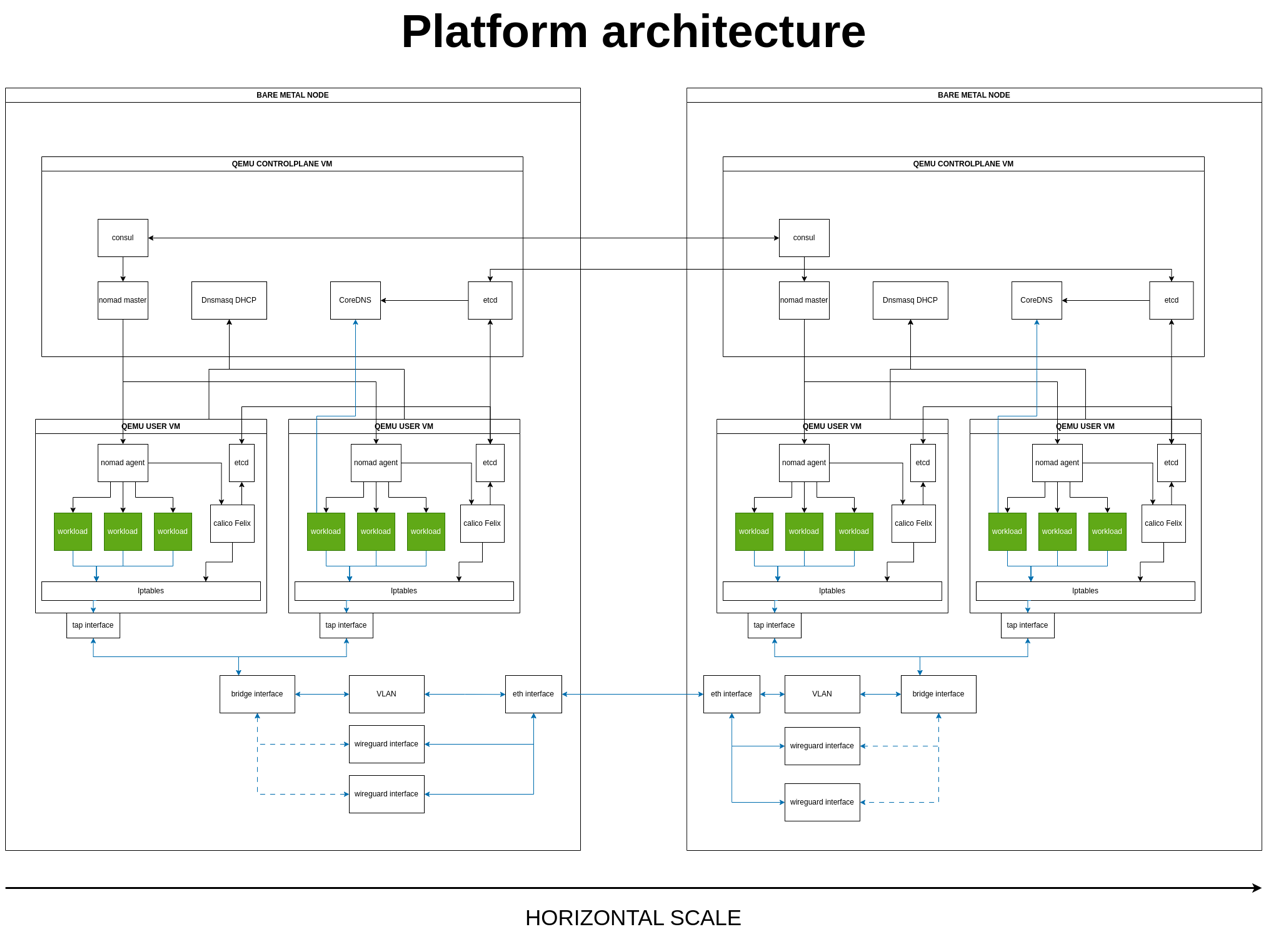 Platform architecture
BARE METAL NODE
QEMU CONTROLPLANE VM
consul
nomad master
Dnsmasq DHCP
CoreDNS
etcd
QEMU USER VM
nomad agent
etcd
workload
workload
workload
calico Felix
Iptables
tap interface
QEMU USER VM
nomad agent
etcd
workload
workload
workload
calico Felix
Iptables
tap interface
bridge interface
VLAN
eth interface
wireguard interface
wireguard interface
BARE METAL NODE
QEMU CONTROLPLANE VM
consul
nomad master
Dnsmasq DHCP
CoreDNS
etcd
QEMU USER VM
nomad agent
etcd
workload
workload
workload
calico Felix
Iptables
tap interface
QEMU USER VM
nomad agent
etcd
workload
workload
workload
calico Felix
Iptables
tap interface
eth interface
VLAN
bridge interface
wireguard interface
wireguard interface
HORIZONTAL SCALE